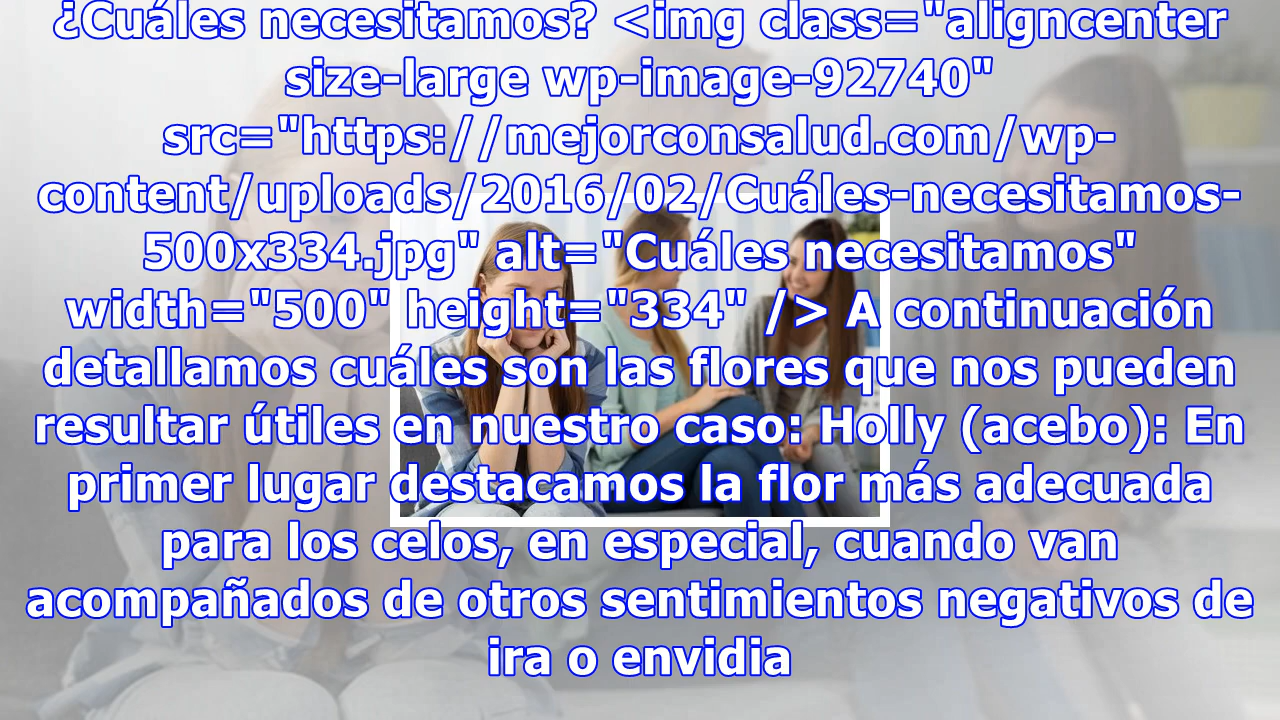 ¿Cuáles necesitamos? <img class="aligncenter
size-large wp-image-92740"
src="https://mejorconsalud.com/wp-
content/uploads/2016/02/Cuáles-necesitamos-
500x334.jpg" alt="Cuáles necesitamos"
width="500" height="334" /> A continuación
detallamos cuáles son las flores que nos pueden
resultar útiles en nuestro caso: Holly (acebo): En
primer lugar destacamos la flor más adecuada
para los celos, en especial, cuando van
acompañados de otros sentimientos negativos de
ira o envidia